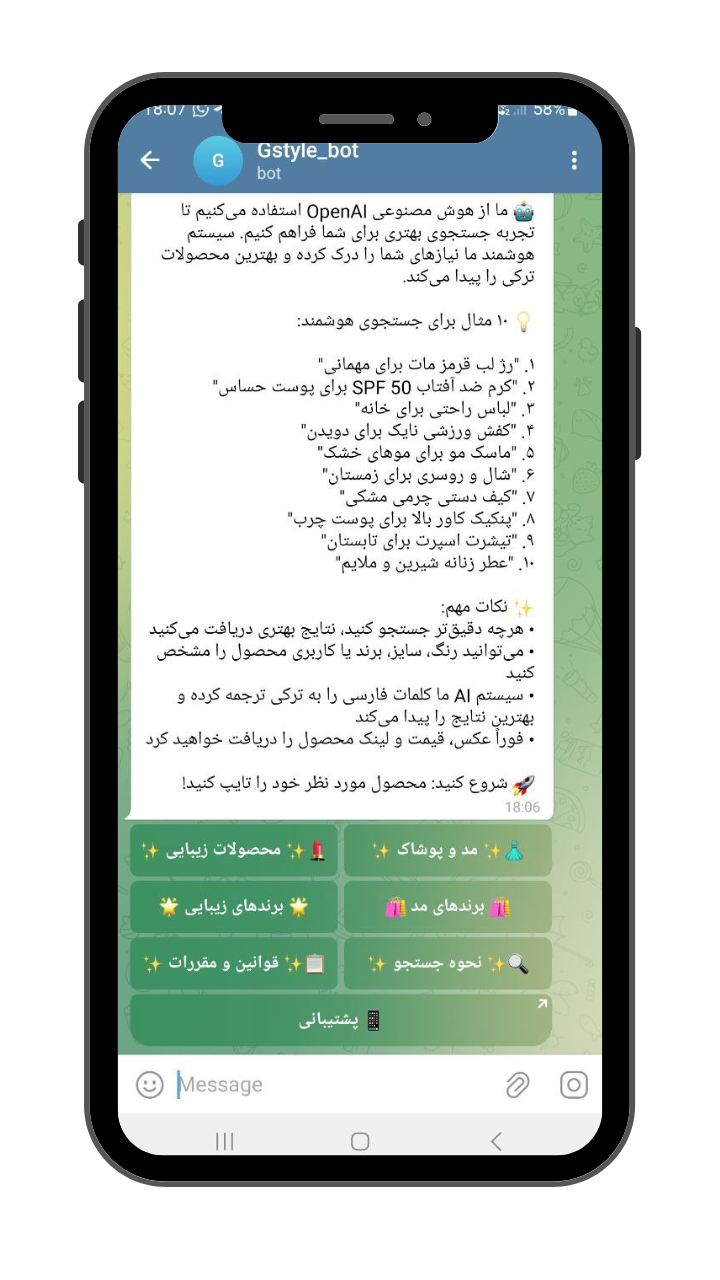 18:07
58%
G
Gstyle_bot
bot
🤖 ما از هوش مصنوعی OpenAI استفاده می‌کنیم تا
تجربه جستجوی بهتری برای شما فراهم کنیم. سیستم
هوشمند ما نیازهای شما را درک کرده و بهترین محصولات
ترکی را پیدا می‌کند.
💡 ۱۰ مثال برای جستجوی هوشمند:
۱. "رژ لب قرمز مات برای مهمانی"
۲. "کرم ضد آفتاب SPF 50 برای پوست حساس"
۳. "لباس راحتی برای خانه"
۴. "کفش ورزشی نایک برای دویدن"
۵. "ماسک مو برای موهای خشک"
۶. "شال و روسری برای زمستان"
۷. "کیف دستی چرمی مشکی"
۸. "پنکیک کاور بالا برای پوست چرب"
۹. "تیشرت اسپرت برای تابستان"
۱۰. "عطر زنانه شیرین و ملایم"
✨ نکات مهم:
• هرچه دقیق‌تر جستجو کنید، نتایج بهتری دریافت می‌کنید
• می‌توانید رنگ، سایز، برند یا کاربری محصول را مشخص
کنید
• سیستم AI ما کلمات فارسی را به ترکی ترجمه کرده و
بهترین نتایج را پیدا می‌کند
• فوراً عکس، قیمت و لینک محصول را دریافت خواهید کرد
🚀 شروع کنید: محصول مورد نظر خود را تایپ کنید!
18:06
👗✨ مد و پوشاک ✨
💄✨ محصولات زیبایی ✨
🛍️ برندهای مد 🛍️
🌟 برندهای زیبایی 🌟
🔍✨ نحوه جستجو ✨
📋✨ قوانین و مقررات ✨
📱 پشتیبانی
Message